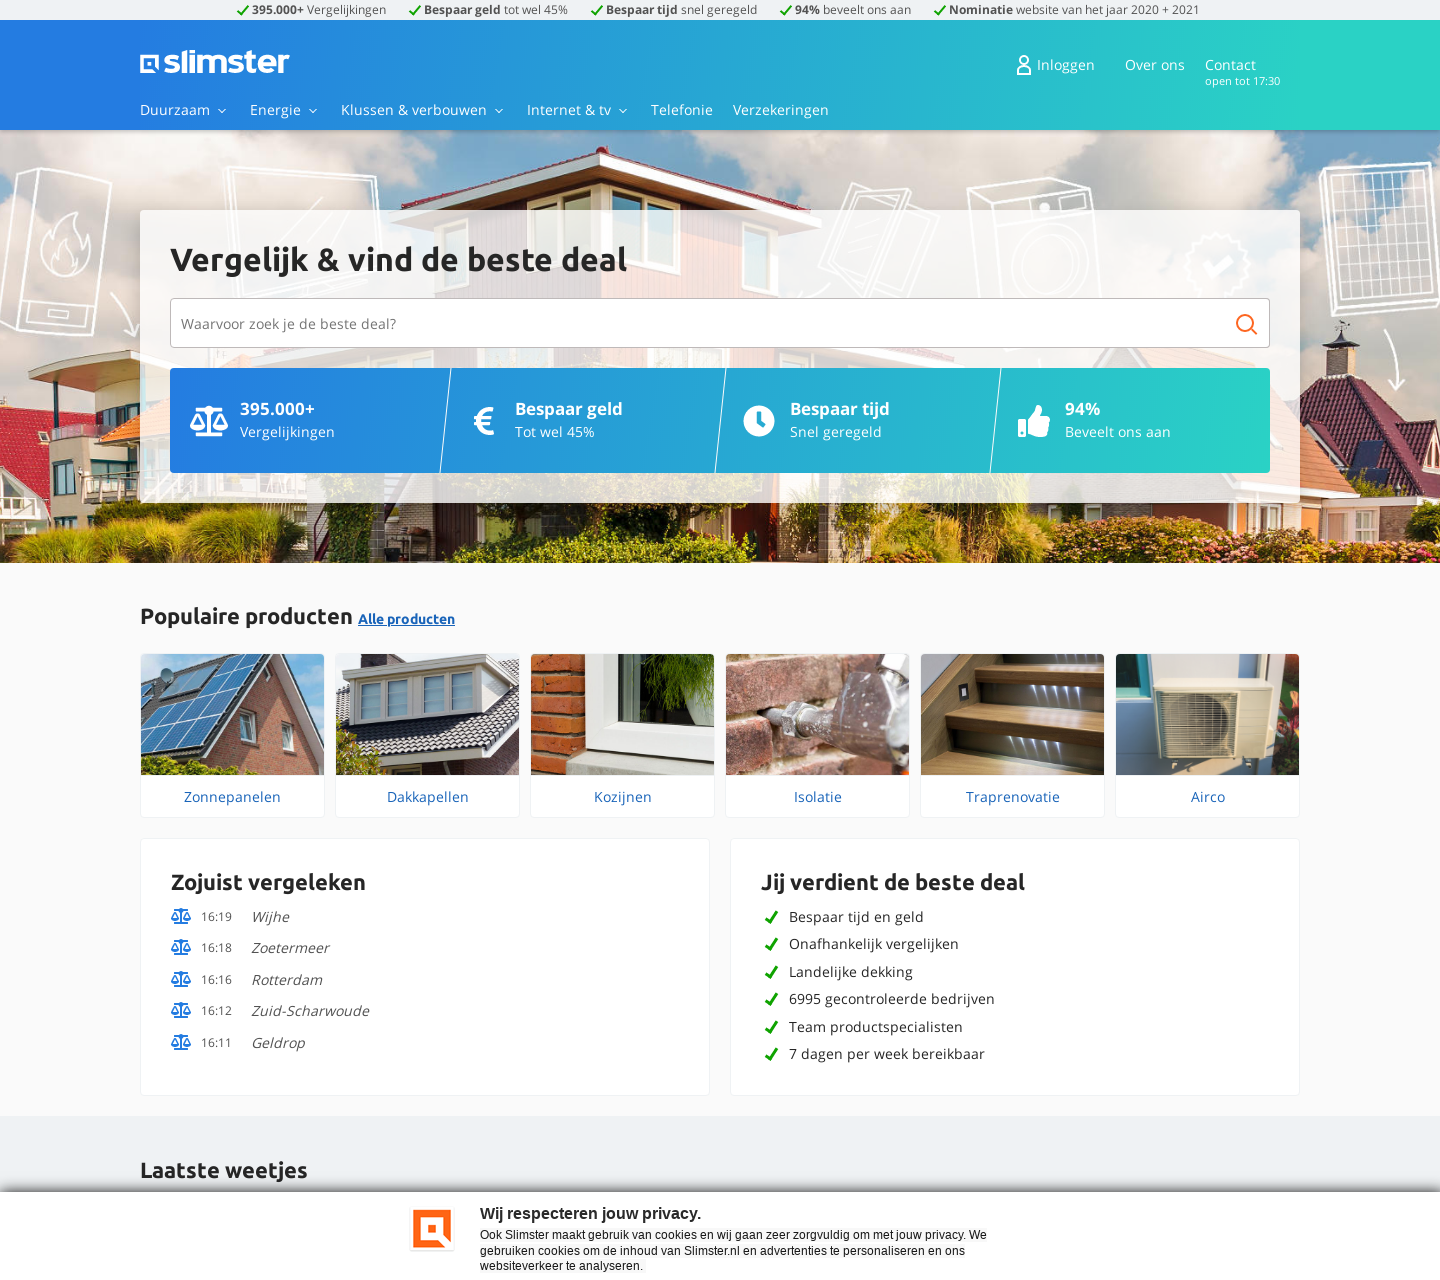 395.000+ Vergelijkingen Bespaar geld tot wel 45% Bespaar tijd snel geregeld 94% beveelt ons aan Nominatie website van het jaar 2020 + 2021
slimster
Inloggen Over ons Contact
open tot 17:30
Duurzaam Energie Klussen & verbouwen Internet & tv Telefonie Verzekeringen
Vergelijk & vind de beste deal
Waarvoor zoek je de beste deal?
395.000+ Bespaar geld Bespaar tijd 94%
Vergelijkingen Tot wel 45% Snel geregeld Beveelt ons aan
Populaire producten Alle producten
Zonnepanelen Dakkapellen Kozijnen Isolatie Traprenovatie Airco
Zojuist vergeleken
16:19 Wijhe
16:18 Zoetermeer
16:16 Rotterdam
16:12 Zuid-Scharwoude
16:11 Geldrop
Jij verdient de beste deal
Bespaar tijd en geld
Onafhankelijk vergelijken
Landelijke dekking
6995 gecontroleerde bedrijven
Team productspecialisten
7 dagen per week bereikbaar
Laatste weetjes
Wij respecteren jouw privacy.
Ook Slimster maakt gebruik van cookies en wij gaan zeer zorgvuldig om met jouw privacy. We
gebruiken cookies om de inhoud van Slimster.nl en advertenties te personaliseren en ons
websiteverkeer te analyseren.